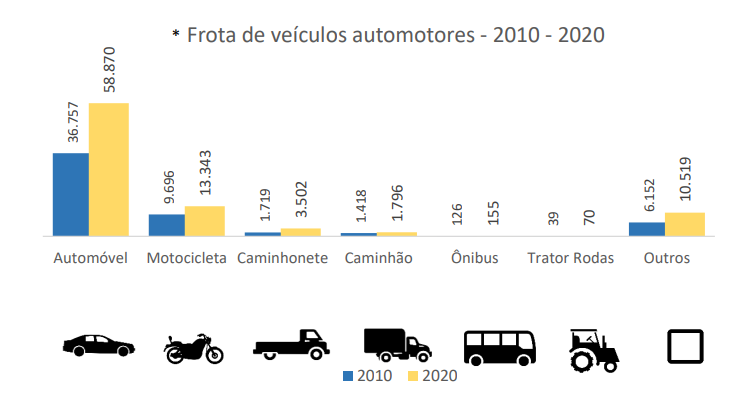 * Frota de veículos automotores - 2010 - 2020
36.757
58.870
9.696
13.343
1.719
3.502
1.418
1.796
126
155
39
70
6.152
10.519
Automóvel
Motocicleta
Caminhonete
Caminhão
Ônibus
Trator Rodas
Outros
2010
2020